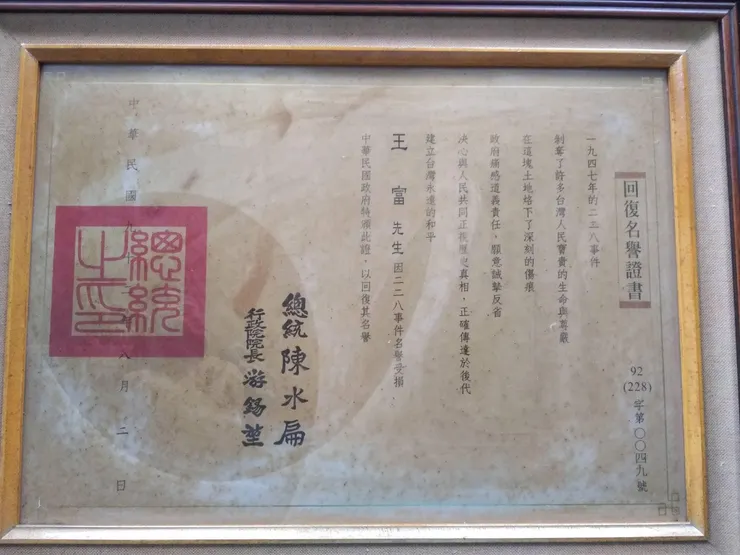 回復名譽證書
92
(228)
字第〇〇四九號
一九四七年的二二八事件
剝奪了許多台灣人民寶貴的生命與尊嚴
在這塊土地烙下了深刻的傷痕
政府痛感道義責任，願意誠摯反省
決心與人民共同正視歷史真相，正確傳達於後代
建立台灣永遠的和平
王富先生因二二八事件名譽受損
中華民國政府特頒此證，以回復其名譽
總統陳水扁
行政院院長游錫堃
總統
之印
中華民國九十 八月二日